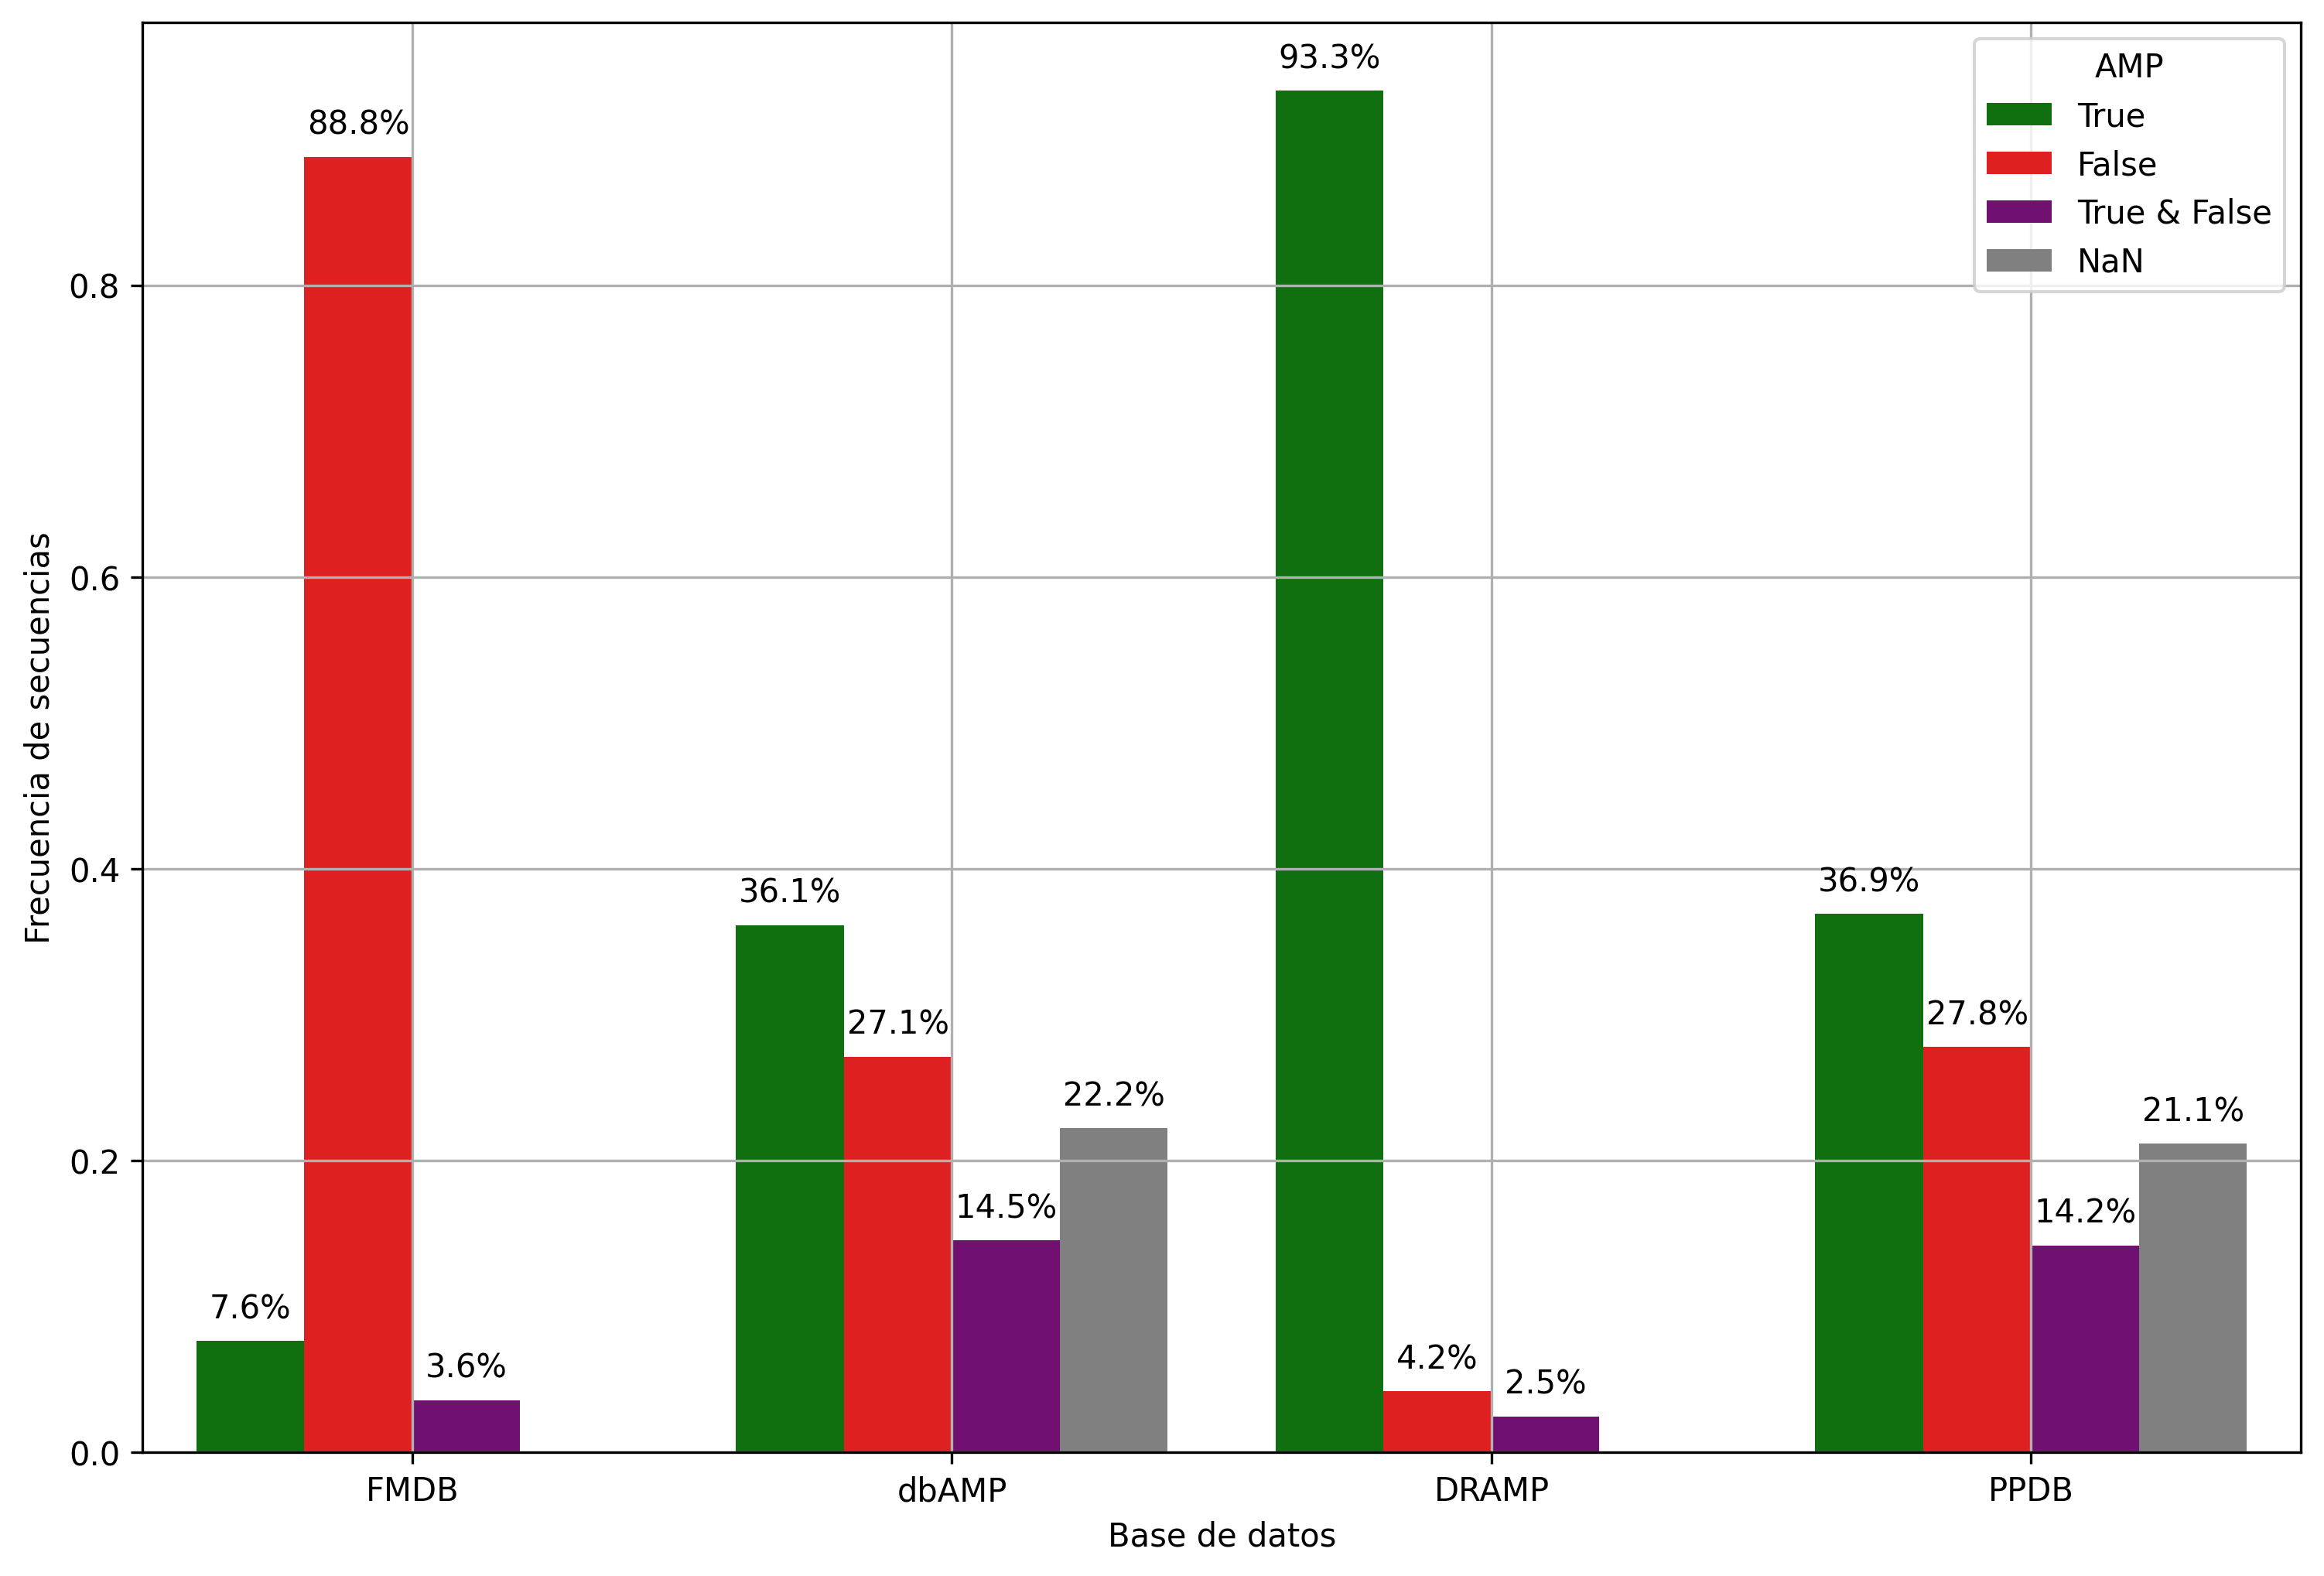 93.3%
88.8%
AMP
True
False
True & False
NaN
0.8
0.6
0.4
0.2
0.0
Frecuencia de secuencias
36.1%
36.9%
27.1%
27.8%
22.2%
21.1%
14.5%
14.2%
7.6%
3.6%
4.2%
2.5%
FMDB
dbAMP
DRAMP
PPDB
Base de datos